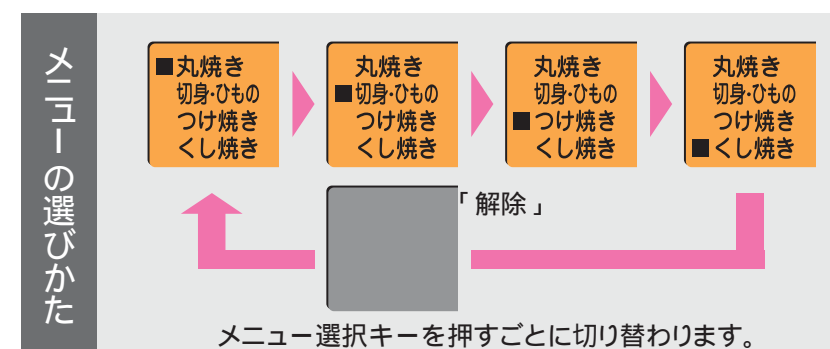 メニューの選びかた
■丸焼き
切身・ひもの
つけ焼き
くし焼き
丸焼き
■切身・ひもの
つけ焼き
くし焼き
丸焼き
切身・ひもの
■つけ焼き
くし焼き
丸焼き
切身・ひもの
つけ焼き
■くし焼き
「解除」
メニュー選択キーを押すごとに切り替わります。